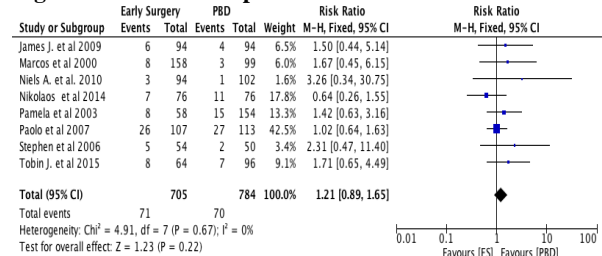 Early Surgery PBD Risk Ratio Risk Ratio
Study or Subgroup Events Total Events Total Weight M-H, Fixed, 95% CI M-H, Fixed, 95% CI
James J. et al 2009 6 94 4 94 6.5% 1.50 [0.44, 5.14]
Marcos et al 2000 8 158 3 99 6.0% 1.67 [0.45, 6.15]
Niels A. et al. 2010 3 94 1 102 1.6% 3.26 [0.34, 30.75]
Nikolaos et al 2014 7 76 11 76 17.8% 0.64 [0.26, 1.55]
Pamela et al 2003 8 58 15 154 13.3% 1.42 [0.63, 3.16]
Paolo et al 2007 26 107 27 113 42.5% 1.02 [0.64, 1.63]
Stephen et al 2006 5 54 2 50 3.4% 2.31 [0.47, 11.40]
Tobin J. et al 2015 8 64 7 96 9.1% 1.71 [0.65, 4.49]
Total (95% CI) 705 784 100.0% 1.21 [0.89, 1.65]
Total events 71 70
Heterogeneity: Chi² = 4.91, df = 7 (P = 0.67); I² = 0%
Test for overall effect: Z = 1.23 (P = 0.22)
0.01 0.1 1 10 100
Favours [ES] Favours [PBD]